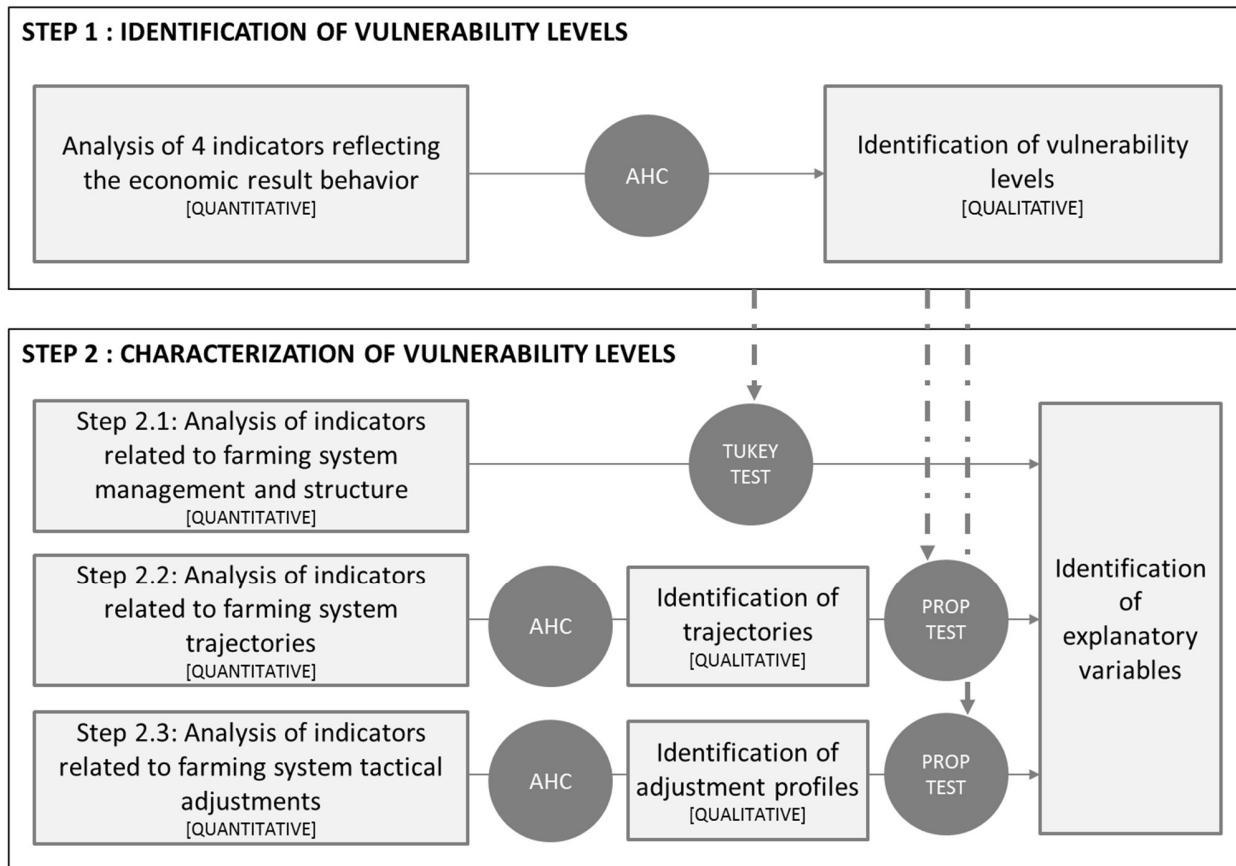 STEP 1 : IDENTIFICATION OF VULNERABILITY LEVELS
Analysis of 4 indicators reflecting
the economic result behavior
[QUANTITATIVE]
AHC
Identification of vulnerability
levels
[QUALITATIVE]
STEP 2 : CHARACTERIZATION OF VULNERABILITY LEVELS
Step 2.1: Analysis of indicators
related to farming system
management and structure
[QUANTITATIVE]
TUKEY
TEST
Step 2.2: Analysis of indicators
related to farming system
trajectories
[QUANTITATIVE]
AHC
Identification of
trajectories
[QUALITATIVE]
PROP
TEST
Step 2.3: Analysis of indicators
related to farming system tactical
adjustments
[QUANTITATIVE]
AHC
Identification of
adjustment profiles
[QUALITATIVE]
PROP
TEST
Identification
of
explanatory
variables